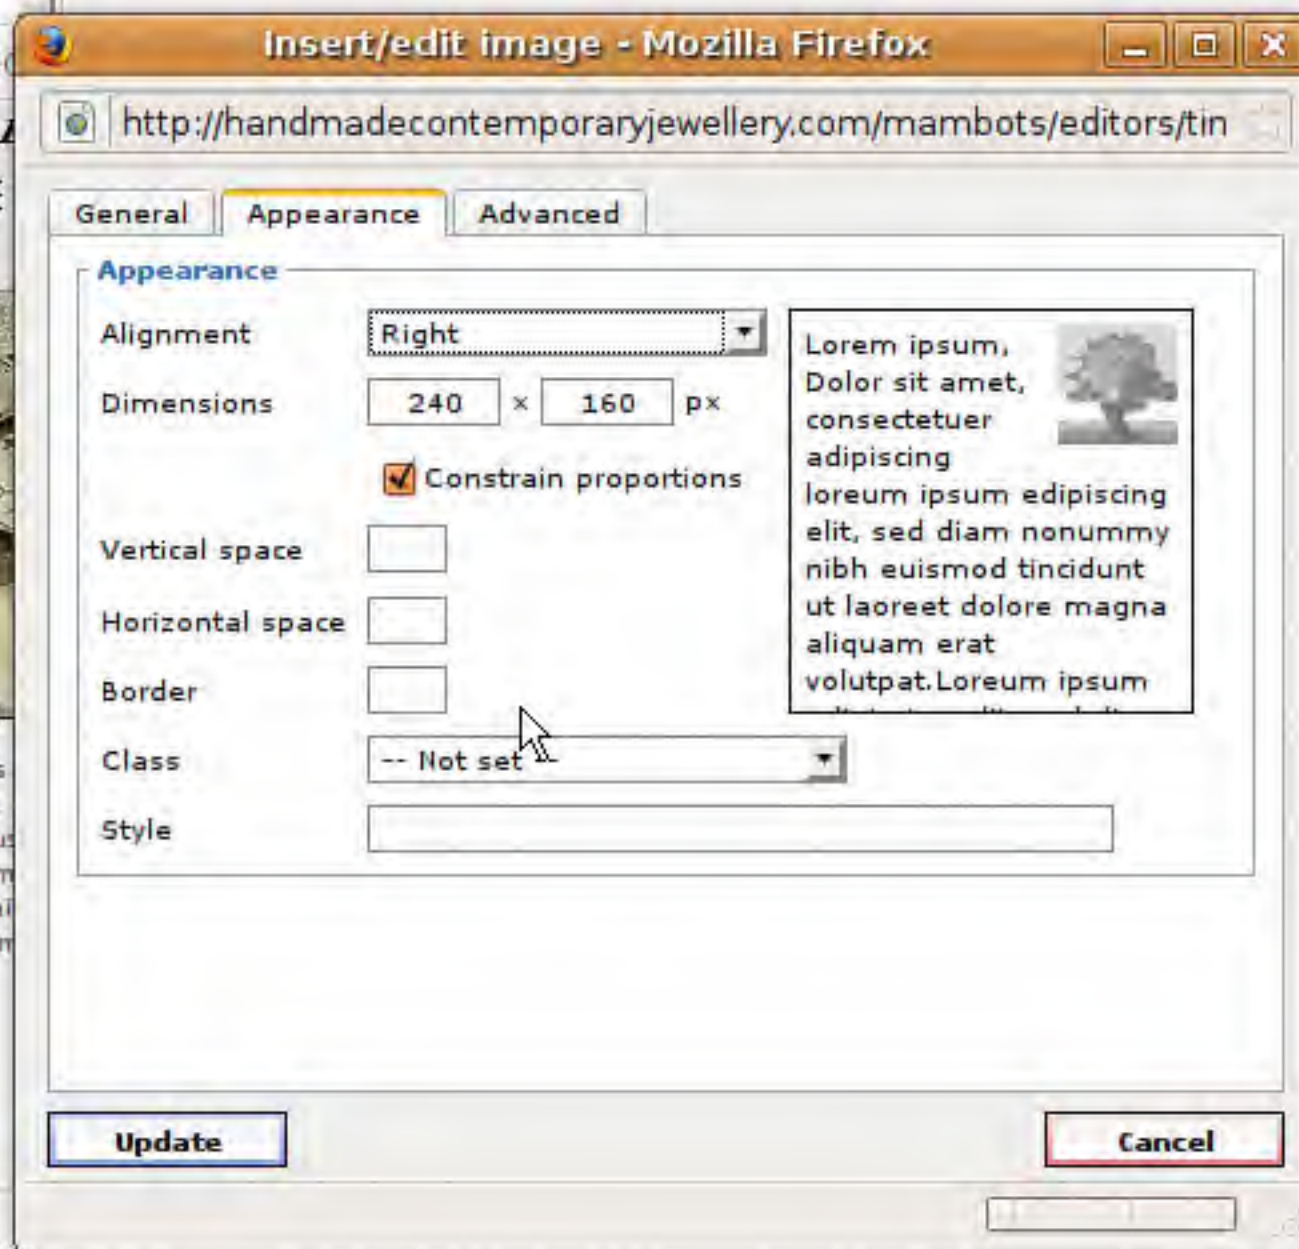 Insert/edit image - Mozilla Firefox
http://handmadecontemporaryjewellery.com/mambots/editors/tin
General Appearance Advanced
Appearance
Alignment Right
Dimensions 240 x 160 px
Constrain proportions
Vertical space
Horizontal space
Border
Class -- Not set --
Style
Lorem ipsum,
Dolor sit amet,
consectetuer
adipiscing
loreum ipsum edipiscing
elit, sed diam nonummy
nibh euismod tincidunt
ut laoreet dolore magna
aliquam erat
volutpat.Loreum ipsum
Update Cancel